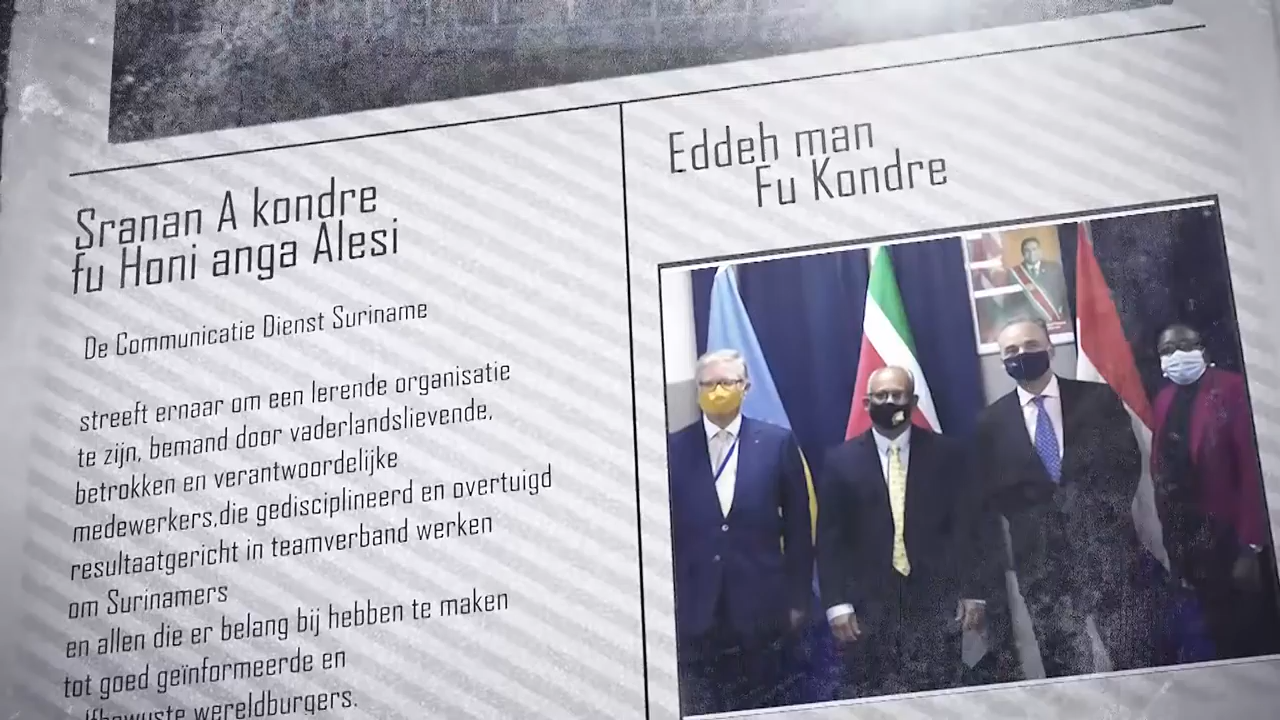 Sranan A kondre
fu Honi anga Alesi
De Communicatie Dienst Suriname
streeft ernaar om een lerende organisatie
te zijn, bemand door vaderlandslievende,
betrokken en verantwoordelijke
medewerkers,die gedisciplineerd en overtuigd
resultaatgericht in teamverband werken
om Surinamers
en allen die er belang bij hebben te maken
tot goed geïnformeerde en
wereldburgers.
Eddeh man
Fu Kondre